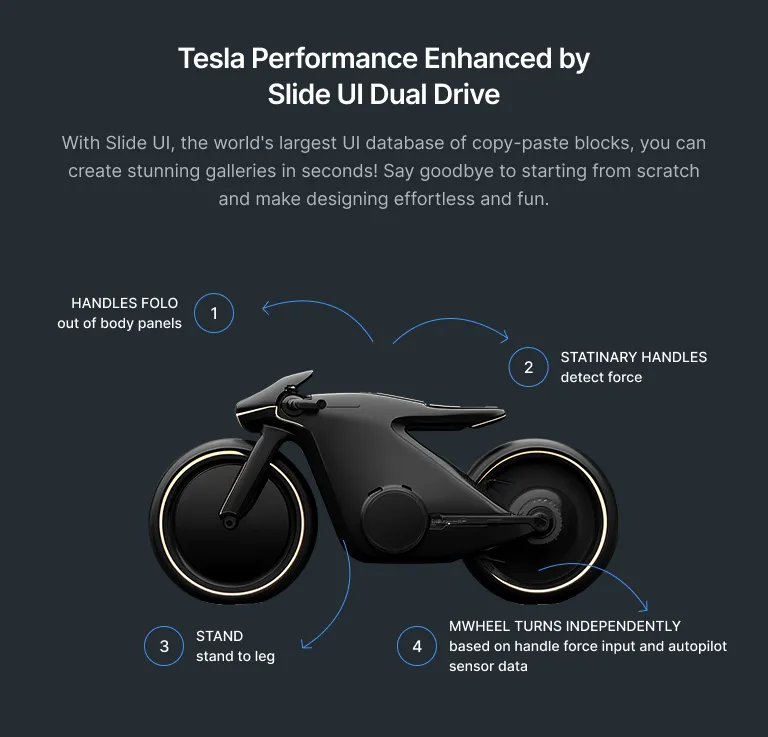 Tesla Performance Enhanced by
Slide UI Dual Drive
With Slide UI, the world's largest UI database of copy-paste blocks, you can
create stunning galleries in seconds! Say goodbye to starting from scratch
and make designing effortless and fun.
HANDLES FOLO
out of body panels
1
2
STATINARY HANDLES
detect force
3
STAND
stand to leg
4
MWHEEL TURNS INDEPENDENTLY
based on handle force input and autopilot
sensor data